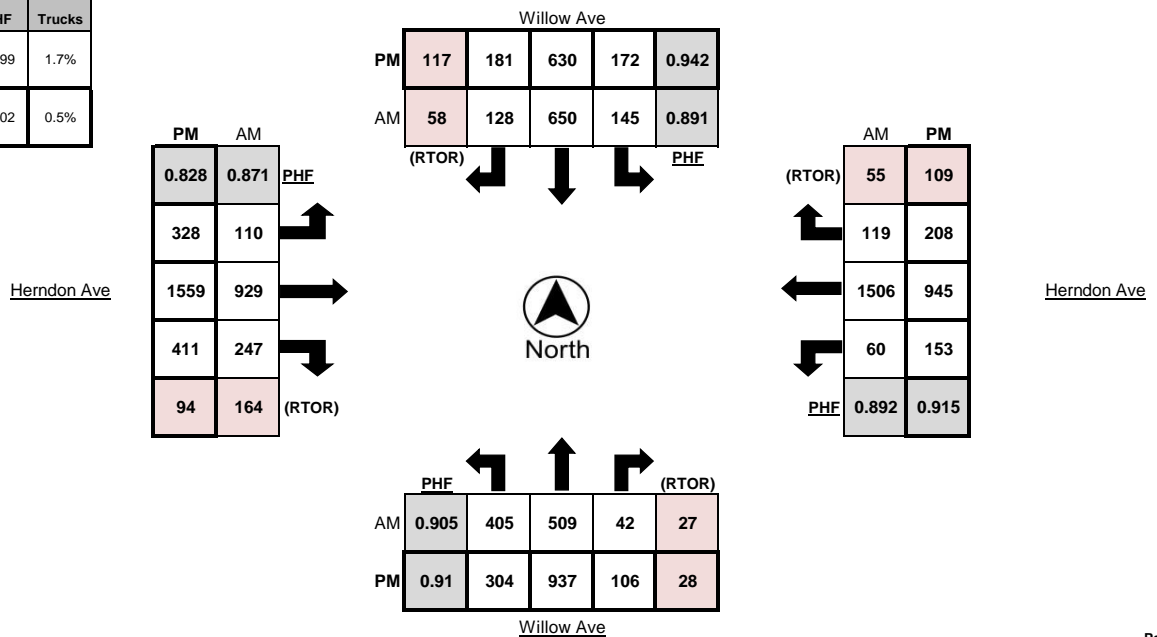 Trucks
1.7%
0.5%
Willow Ave
PM 117 181 630 172 0.942
AM 58 128 650 145 0.891
(RTOR) PHF
PM AM
0.828 0.871 PHF
328 110
Herndon Ave 1559 929
411 247
94 164 (RTOR)
North
AM PM
(RTOR) 55 109
119 208
1506 945 Herndon Ave
60 153
PHF 0.892 0.915
PHF (RTOR)
AM 0.905 405 509 42 27
PM 0.91 304 937 106 28
Willow Ave